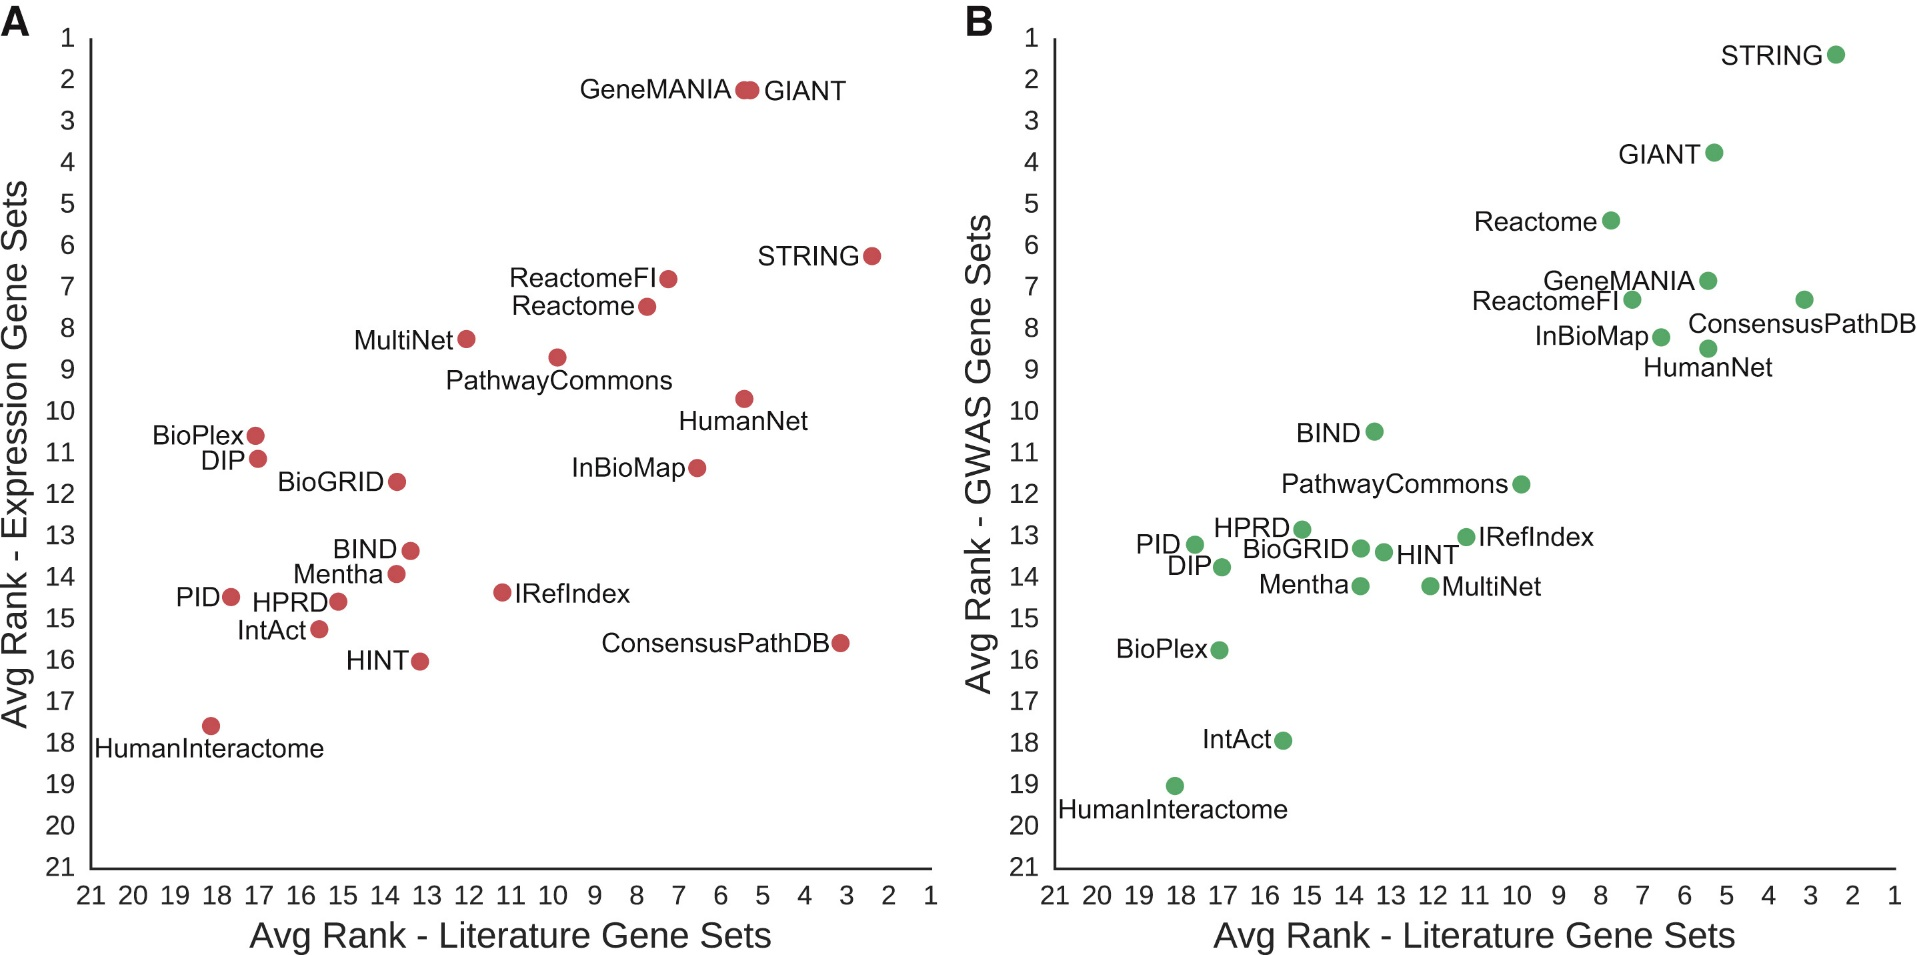 A
1
2
3
4
5
6
7
8
9
10
11
12
13
14
15
16
17
18
19
20
21
Avg Rank - Expression Gene Sets
GeneMANIA
GIANT
STRING
ReactomeFI
Reactome
MultiNet
PathwayCommons
HumanNet
BioPlex
DIP
InBioMap
BioGRID
BIND
Mentha
PID
HPRD
IRefIndex
IntAct
ConsensusPathDB
HINT
HumanInteractome
21 20 19 18 17 16 15 14 13 12 11 10 9 8 7 6 5 4 3 2 1
Avg Rank - Literature Gene Sets
B
1
2
3
4
5
6
7
8
9
10
11
12
13
14
15
16
17
18
19
20
21
Avg Rank - GWAS Gene Sets
STRING
GIANT
Reactome
GeneMANIA
ReactomeFI
ConsensusPathDB
InBioMap
HumanNet
BIND
PathwayCommons
HPRD
IRefIndex
PID
BioGRID
HINT
DIP
Mentha
MultiNet
BioPlex
IntAct
HumanInteractome
21 20 19 18 17 16 15 14 13 12 11 10 9 8 7 6 5 4 3 2 1
Avg Rank - Literature Gene Sets